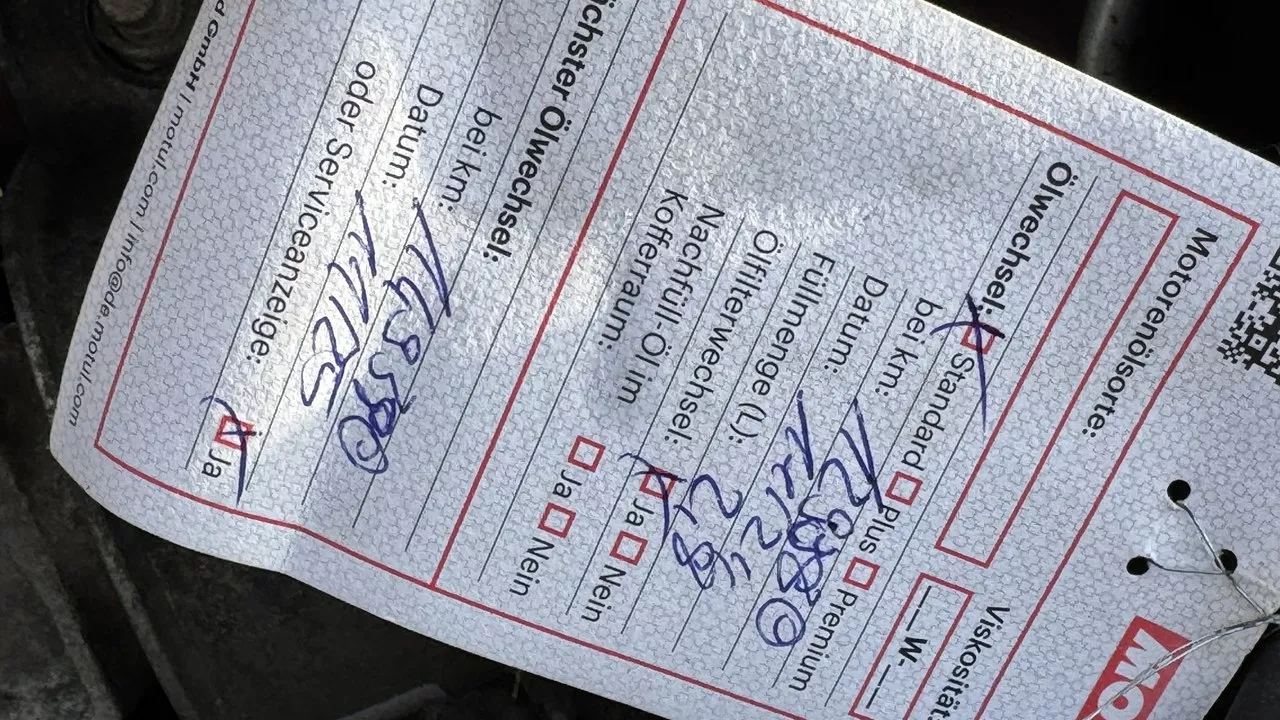 MO
Motorenölsorte:
Viskosität:
__W-__
Ölwechsel: Standard Plus Premium
bei km:
Datum:
Füllmenge (L):
Ölfilterwechsel: Ja Nein
Nachfüll-Öl im
Kofferraum: Ja Nein
chster Ölwechsel:
bei km:
Datum:
oder Serviceanzeige: Ja
d GmbH | motul.com | info@de.motul.com